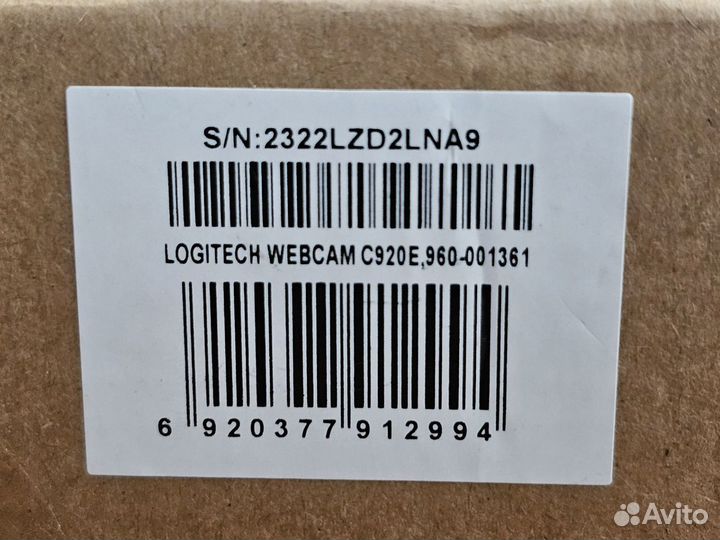 S/N:2322LZD2LNA9
LOGITECH WEBCAM C920E,960-001361
6 920377 912994
Avito